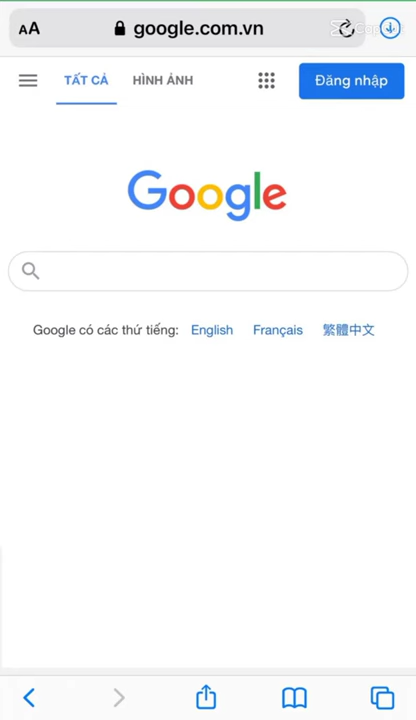 AA google.com.vn
TẤT CẢ HÌNH ẢNH Đăng nhập
Google
Google có các thứ tiếng: English Français 繁體中文